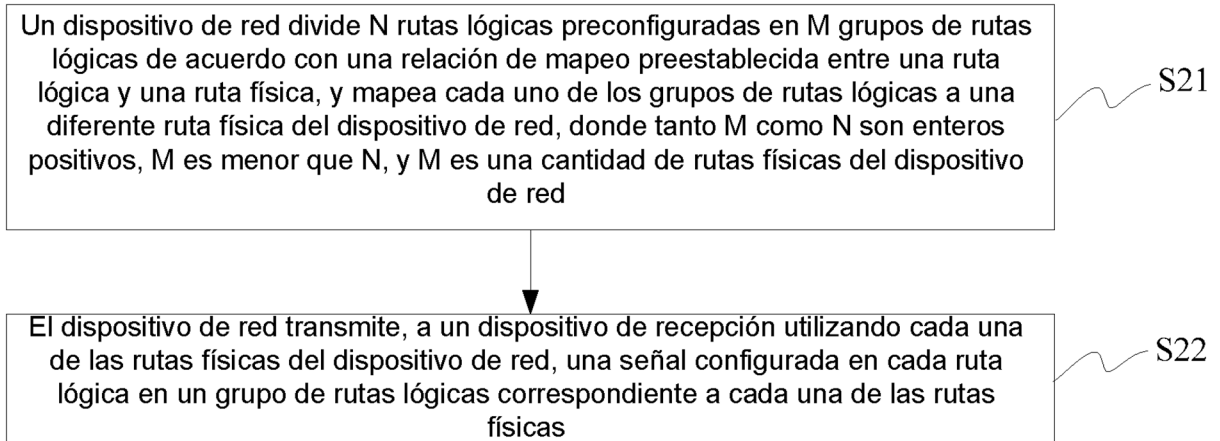 Un dispositivo de red divide N rutas lógicas preconfiguradas en M grupos de rutas
lógicas de acuerdo con una relación de mapeo preestablecida entre una ruta
lógica y una ruta física, y mapea cada uno de los grupos de rutas lógicas a una
diferente ruta física del dispositivo de red, donde tanto M como N son enteros
positivos, M es menor que N, y M es una cantidad de rutas físicas del dispositivo
de red
S21
El dispositivo de red transmite, a un dispositivo de recepción utilizando cada una
de las rutas físicas del dispositivo de red, una señal configurada en cada ruta
lógica en un grupo de rutas lógicas correspondiente a cada una de las rutas
físicas
S22